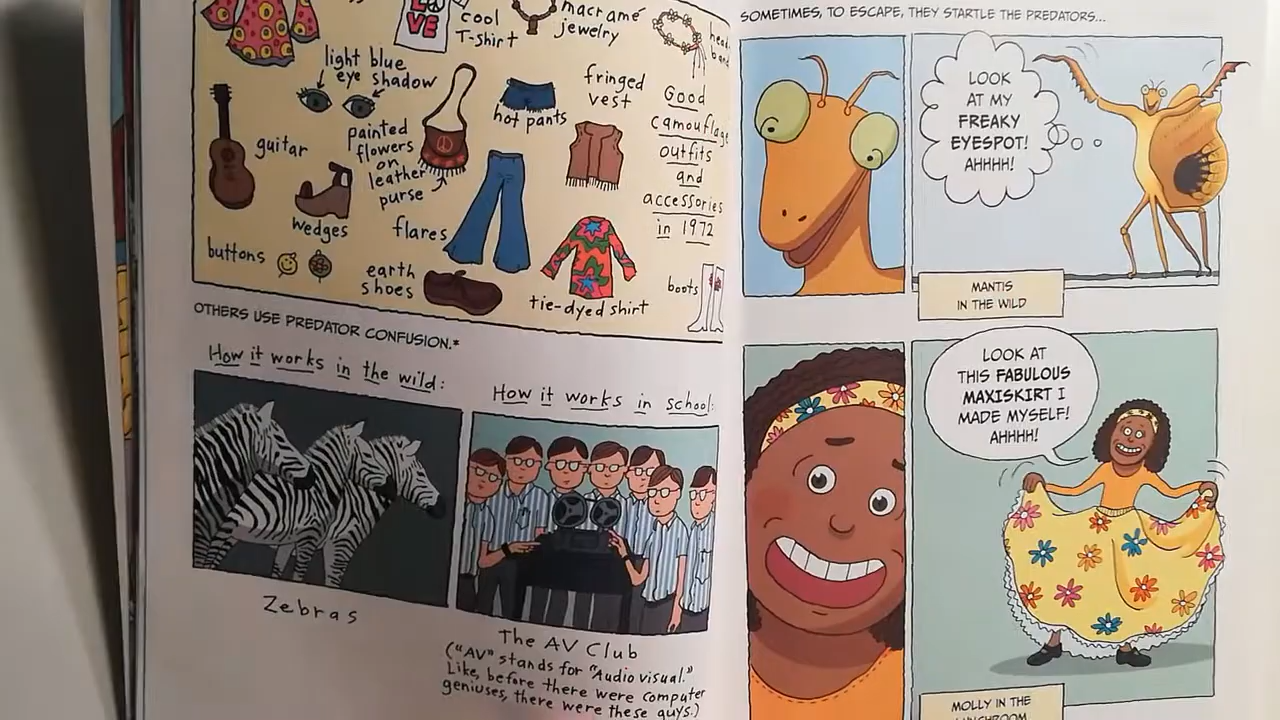 LOVE
cool
T-shirt
macramé
jewelry
light blue
eye shadow
guitar
painted
flowers
on
leather
purse
hot pants
fringed
vest
Good
camouflag
outfits
and
accessories
in 1972
wedges
flares
buttons
earth
shoes
tie-dyed shirt
boots
OTHERS USE PREDATOR CONFUSION.*
How it works in the wild:
How it works in school:
Zebras
The AV Club
("AV" stands for "Audio visual."
Like, before there were computer
geniuses, there were these guys.)
SOMETIMES, TO ESCAPE, THEY STARTLE THE PREDATORS...
LOOK
AT MY
FREAKY
EYESPOT!
AHHHH!
MANTIS
IN THE WILD
LOOK AT
THIS FABULOUS
MAXISKIRT I
MADE MYSELF!
AHHHH!
MOLLY IN THE
LUNCHROOM